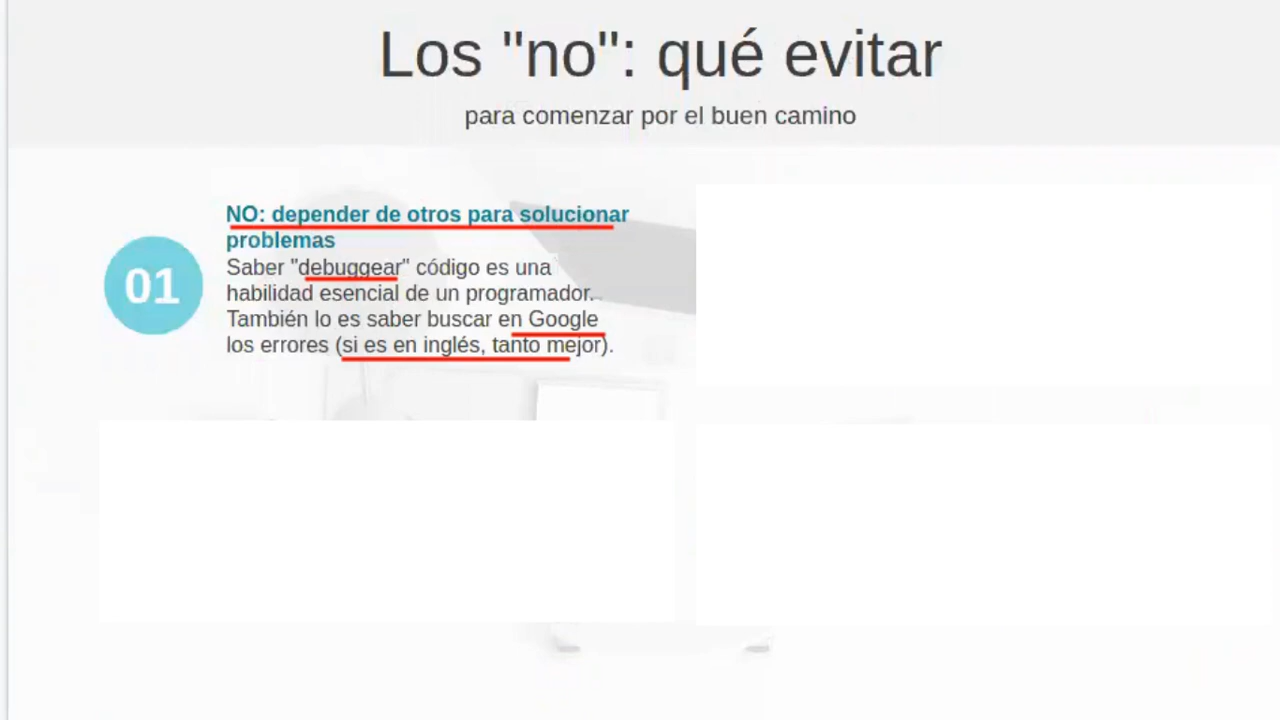 Los "no": qué evitar
para comenzar por el buen camino
01
NO: depender de otros para solucionar
problemas
Saber "debuggear" código es una
habilidad esencial de un programador.
También lo es saber buscar en Google
los errores (si es en inglés, tanto mejor).